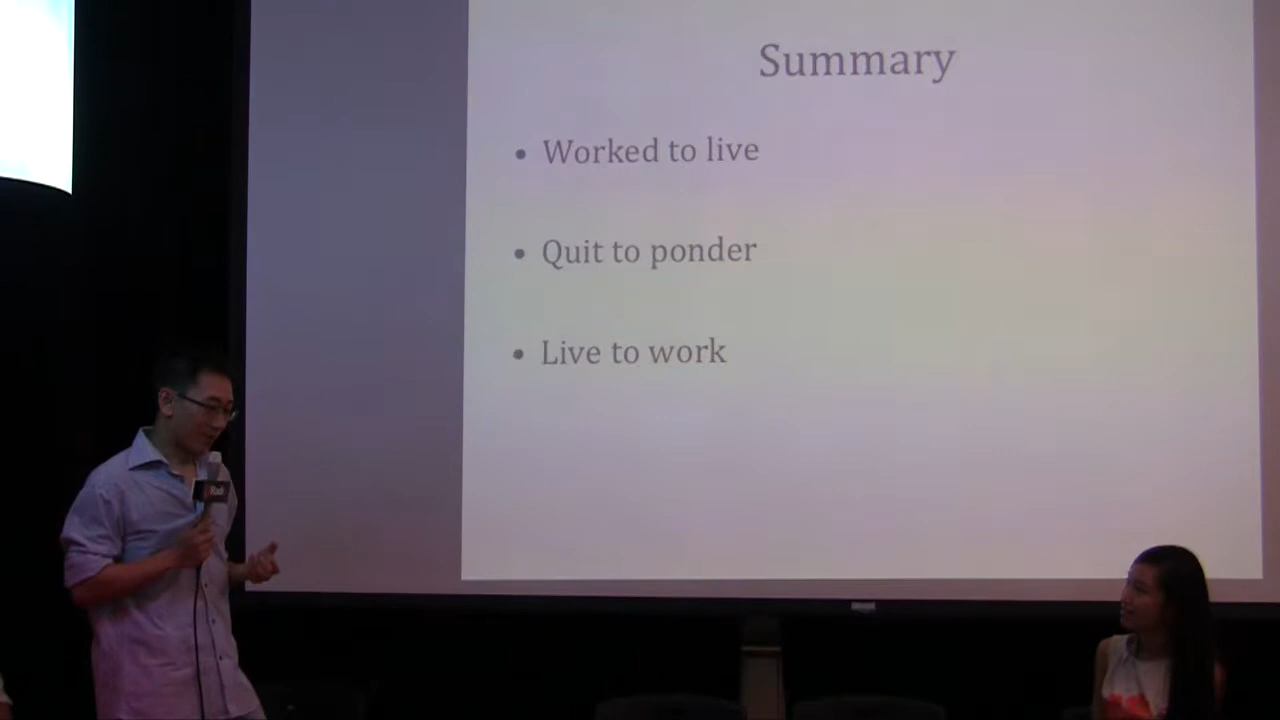 Summary
• Worked to live
• Quit to ponder
• Live to work